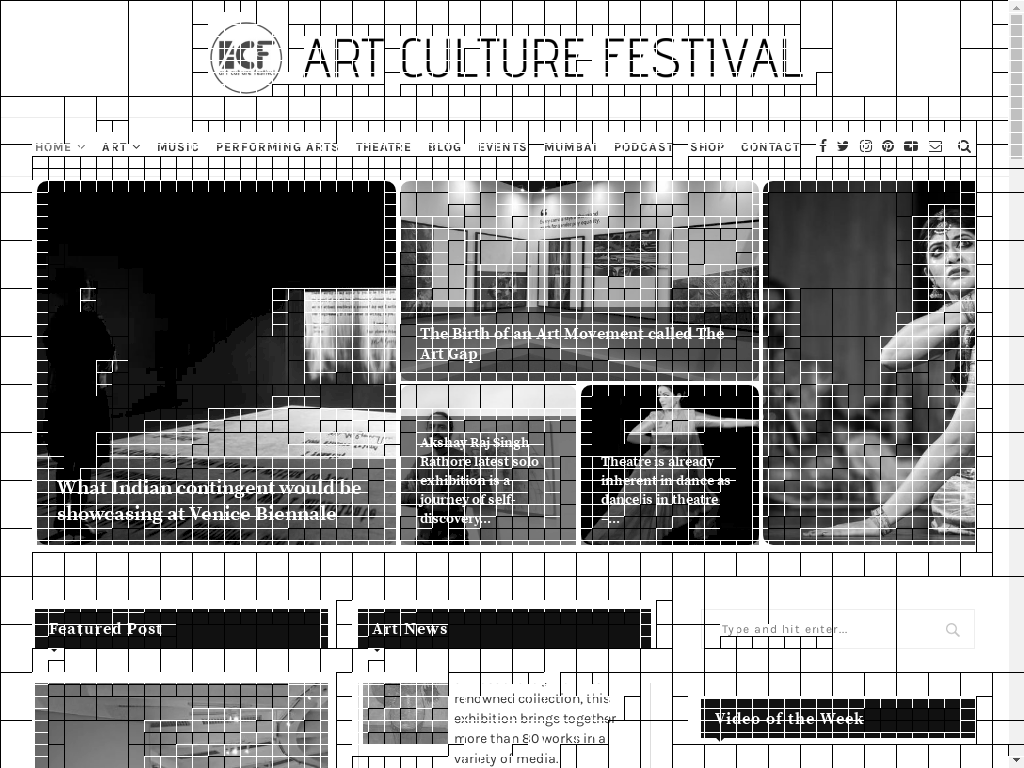 ACF
ART CULTURE FESTIVAL
HOME ART MUSIC PERFORMING ARTS THEATRE BLOG EVENTS MUMBAI PODCAST SHOP CONTACT
The Birth of an Art Movement called The
Art Gap
What Indian contingent would be
showcasing at Venice Biennale
Akshay Raj Singh
Rathore latest solo
exhibition is a
journey of self-
discovery...
Theatre is already
inherent in dance as
dance is in theatre
–...
Featured Post
Art News
Type and hit enter...
renowned collection, this
exhibition brings together
more than 80 works in a
variety of media.
Video of the Week